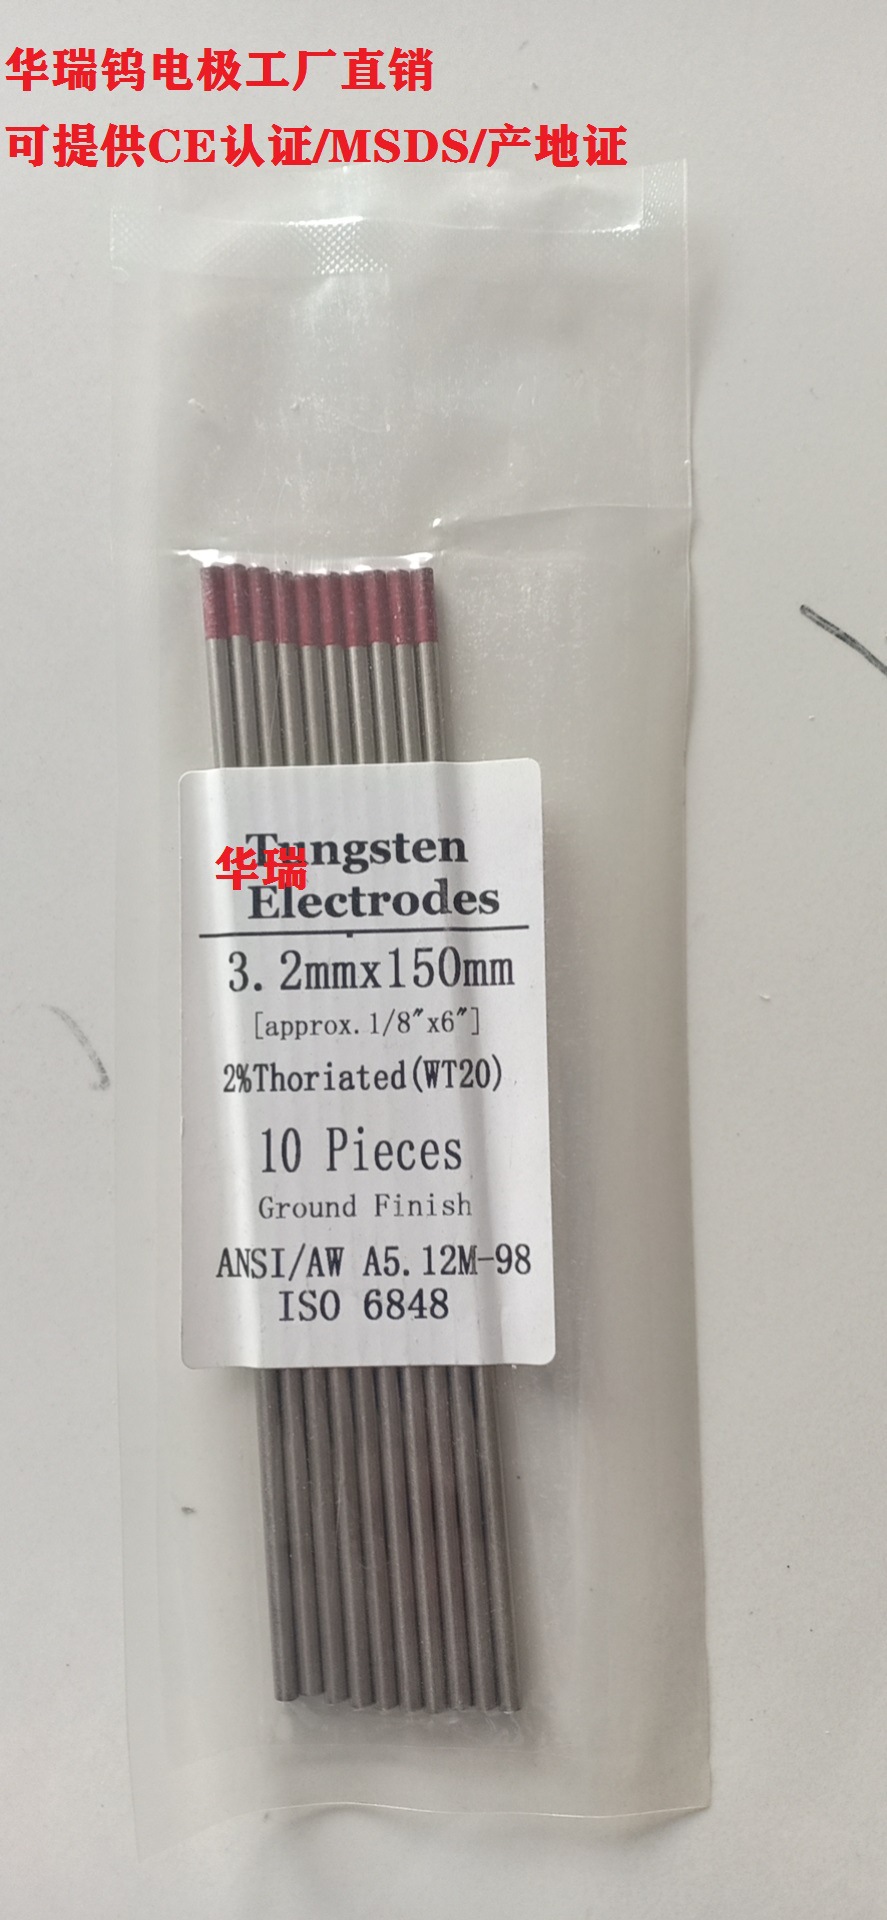 华瑞钨电极工厂直销
可提供CE认证/MSDS/产地证
Tungsten
华瑞
Electrodes
3.2mmx150mm
[approx.1/8″x6″]
2%Thoriated(WT20)
10 Pieces
Ground Finish
ANSI/AW A5.12M-98
ISO 6848